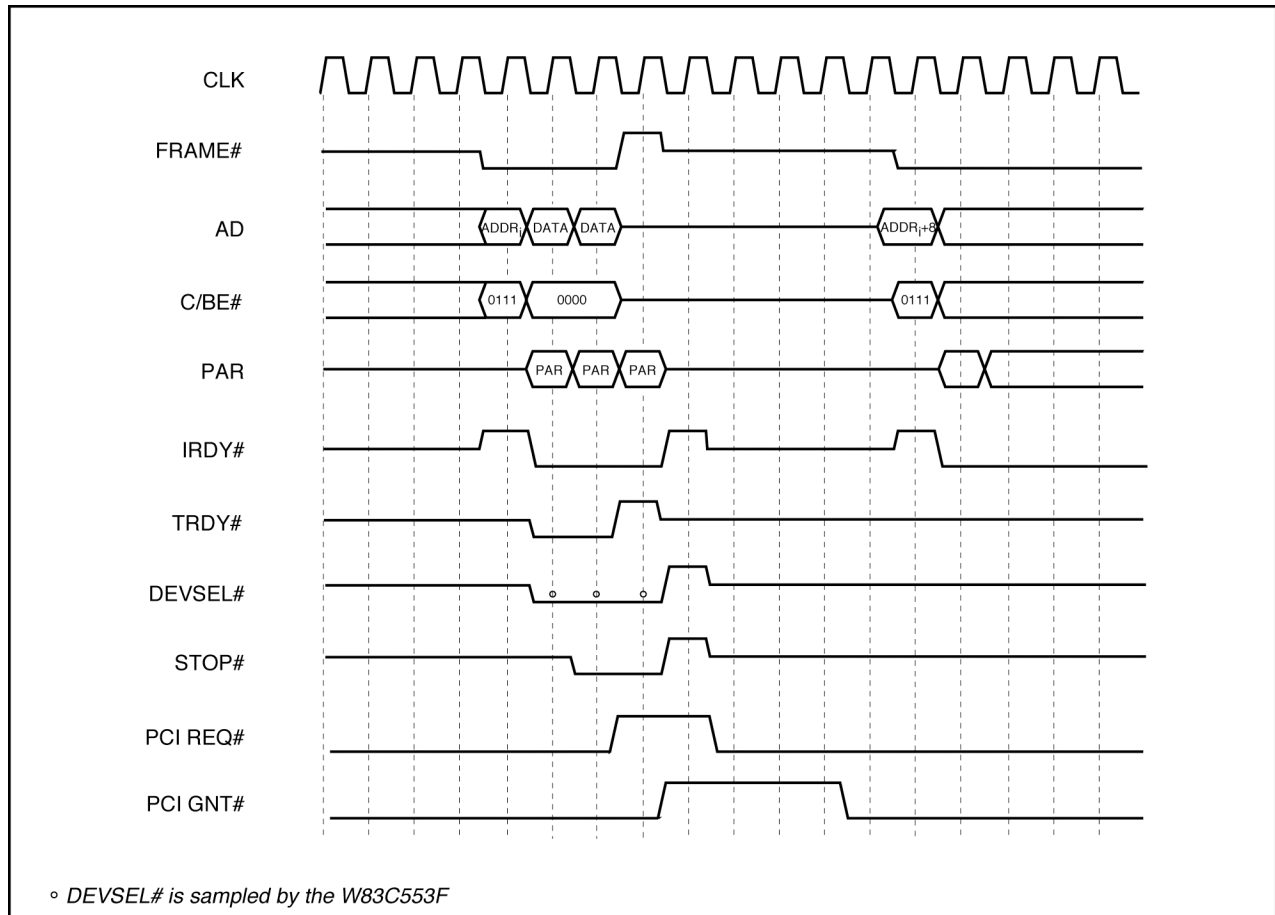 CLK
FRAME#
AD
ADDRi DATA DATA ADDRi+8
C/BE#
0111 0000 0111
PAR
PAR PAR PAR
IRDY#
TRDY#
DEVSEL#
STOP#
PCI REQ#
PCI GNT#
DEVSEL# is sampled by the W83C553F